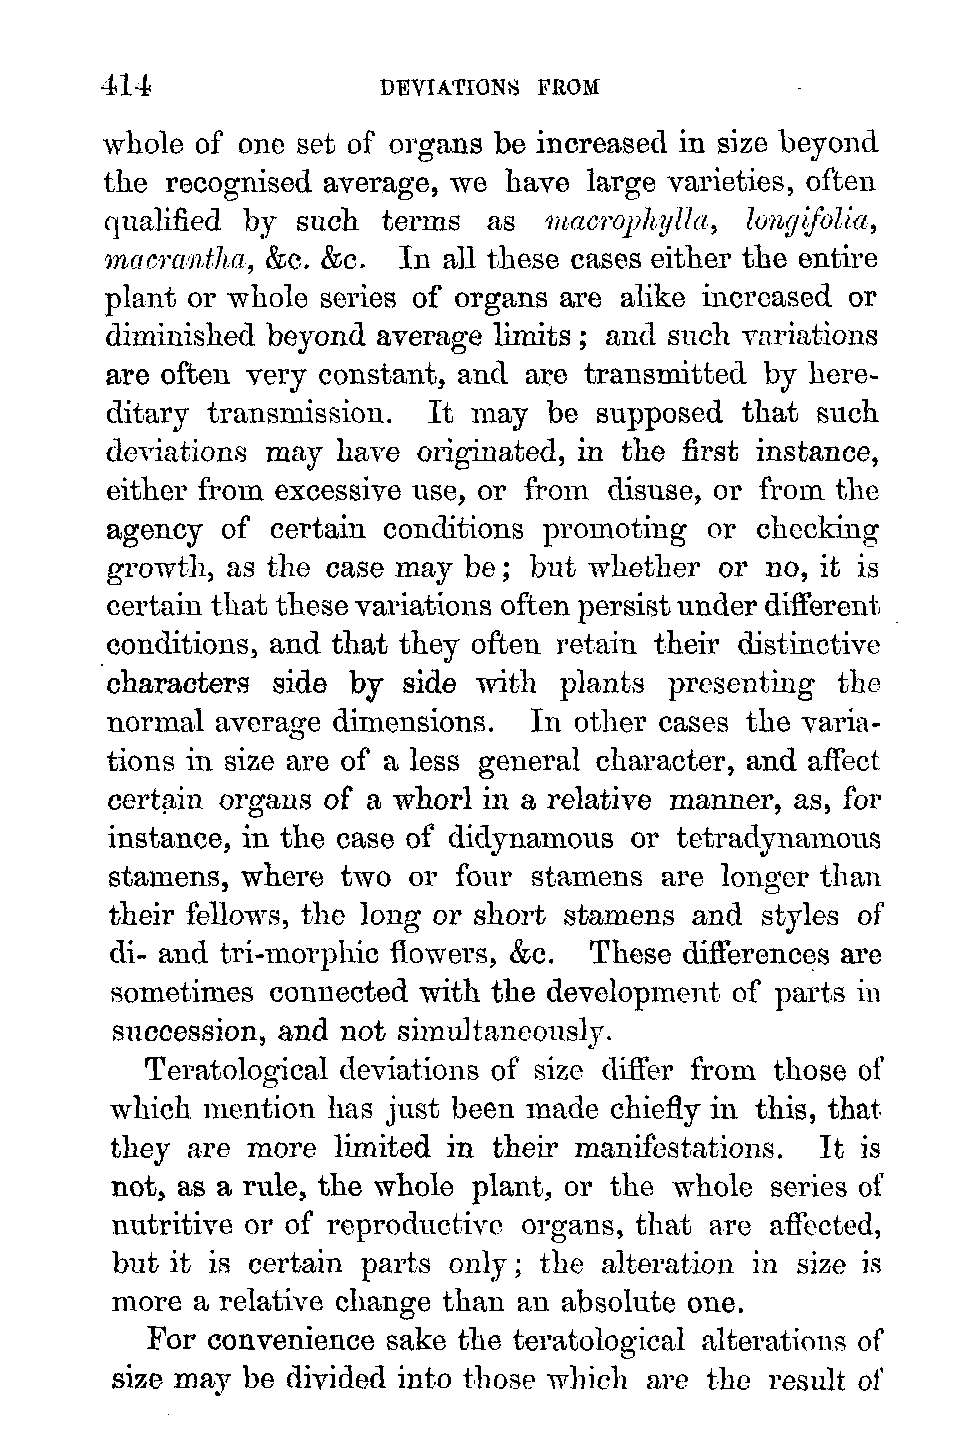 414 DEVIATIONS FROM
whole of one set of organs be increased in size beyond
the recognised average, we have large varieties, often
qualified by such terms as macrophylla, longifolia,
macrantha, &c. &c. In all these cases either the entire
plant or whole series of organs are alike increased or
diminished beyond average limits; and such variations
are often very constant, and are transmitted by here-
ditary transmission. It may be supposed that such
deviations may have originated, in the first instance,
either from excessive use, or from disuse, or from the
agency of certain conditions promoting or checking
growth, as the case may be; but whether or no, it is
certain that these variations often persist under different
conditions, and that they often retain their distinctive
characters side by side with plants presenting the
normal average dimensions. In other cases the varia-
tions in size are of a less general character, and affect
certain organs of a whorl in a relative manner, as, for
instance, in the case of didynamous or tetradynamous
stamens, where two or four stamens are longer than
their fellows, the long or short stamens and styles of
di- and tri-morphic flowers, &c. These differences are
sometimes connected with the development of parts in
succession, and not simultaneously.
Teratological deviations of size differ from those of
which mention has just been made chiefly in this, that
they are more limited in their manifestations. It is
not, as a rule, the whole plant, or the whole series of
nutritive or of reproductive organs, that are affected,
but it is certain parts only; the alteration in size is
more a relative change than an absolute one.
For convenience sake the teratological alterations of
size may be divided into those which are the result of